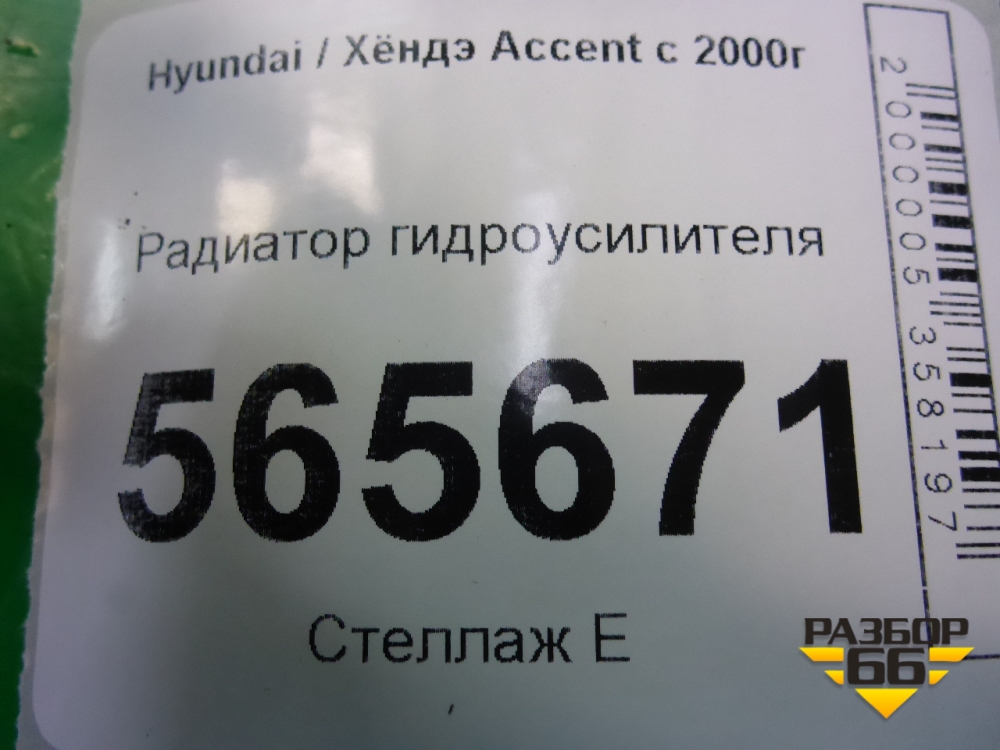 Hyundai / Хёндэ Accent с 2000г
Радиатор гидроусилителя
565671
Стеллаж Е
2000005358197
РАЗБОР
66